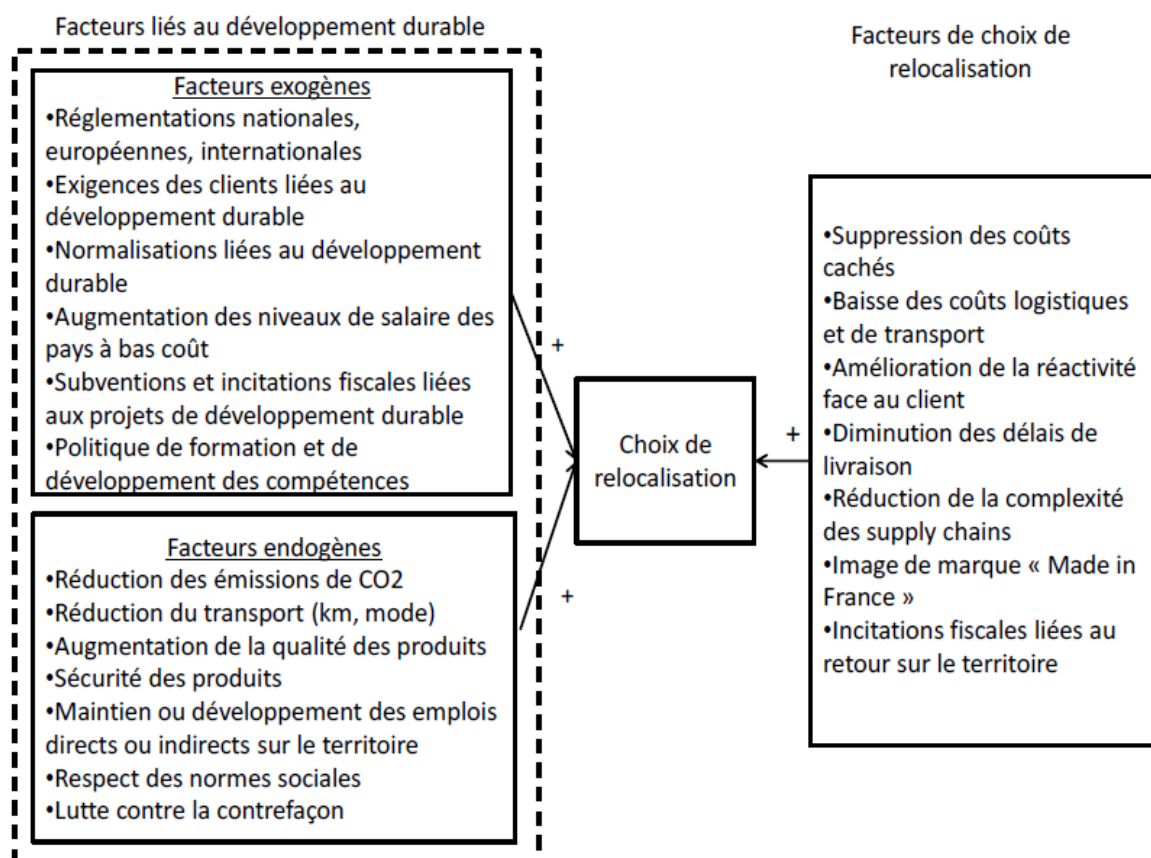 Facteurs liés au développement durable
Facteurs exogènes
•Réglementations nationales,
européennes, internationales
•Exigences des clients liées au
développement durable
•Normalisations liées au développement
durable
•Augmentation des niveaux de salaire des
pays à bas coût
•Subventions et incitations fiscales liées
aux projets de développement durable
•Politique de formation et de
développement des compétences
Facteurs endogènes
•Réduction des émissions de CO2
•Réduction du transport (km, mode)
•Augmentation de la qualité des produits
•Sécurité des produits
•Maintien ou développement des emplois
directs ou indirects sur le territoire
•Respect des normes sociales
•Lutte contre la contrefaçon
+
+
Choix de
relocalisation
+
Facteurs de choix de
relocalisation
•Suppression des coûts
cachés
•Baisse des coûts logistiques
et de transport
•Amélioration de la réactivité
face au client
•Diminution des délais de
livraison
•Réduction de la complexité
des supply chains
•Image de marque « Made in
France »
•Incitations fiscales liées au
retour sur le territoire